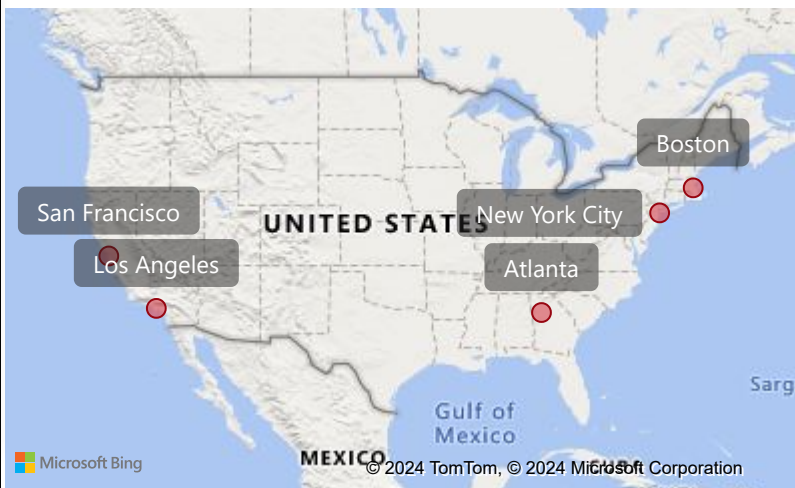 Boston
San Francisco
UNITED STATES
New York City
Los Angeles
Atlanta
Sarg
Gulf of
Mexico
MEXICO
CUBA
Microsoft Bing
© 2024 TomTom, © 2024 Microsoft Corporation